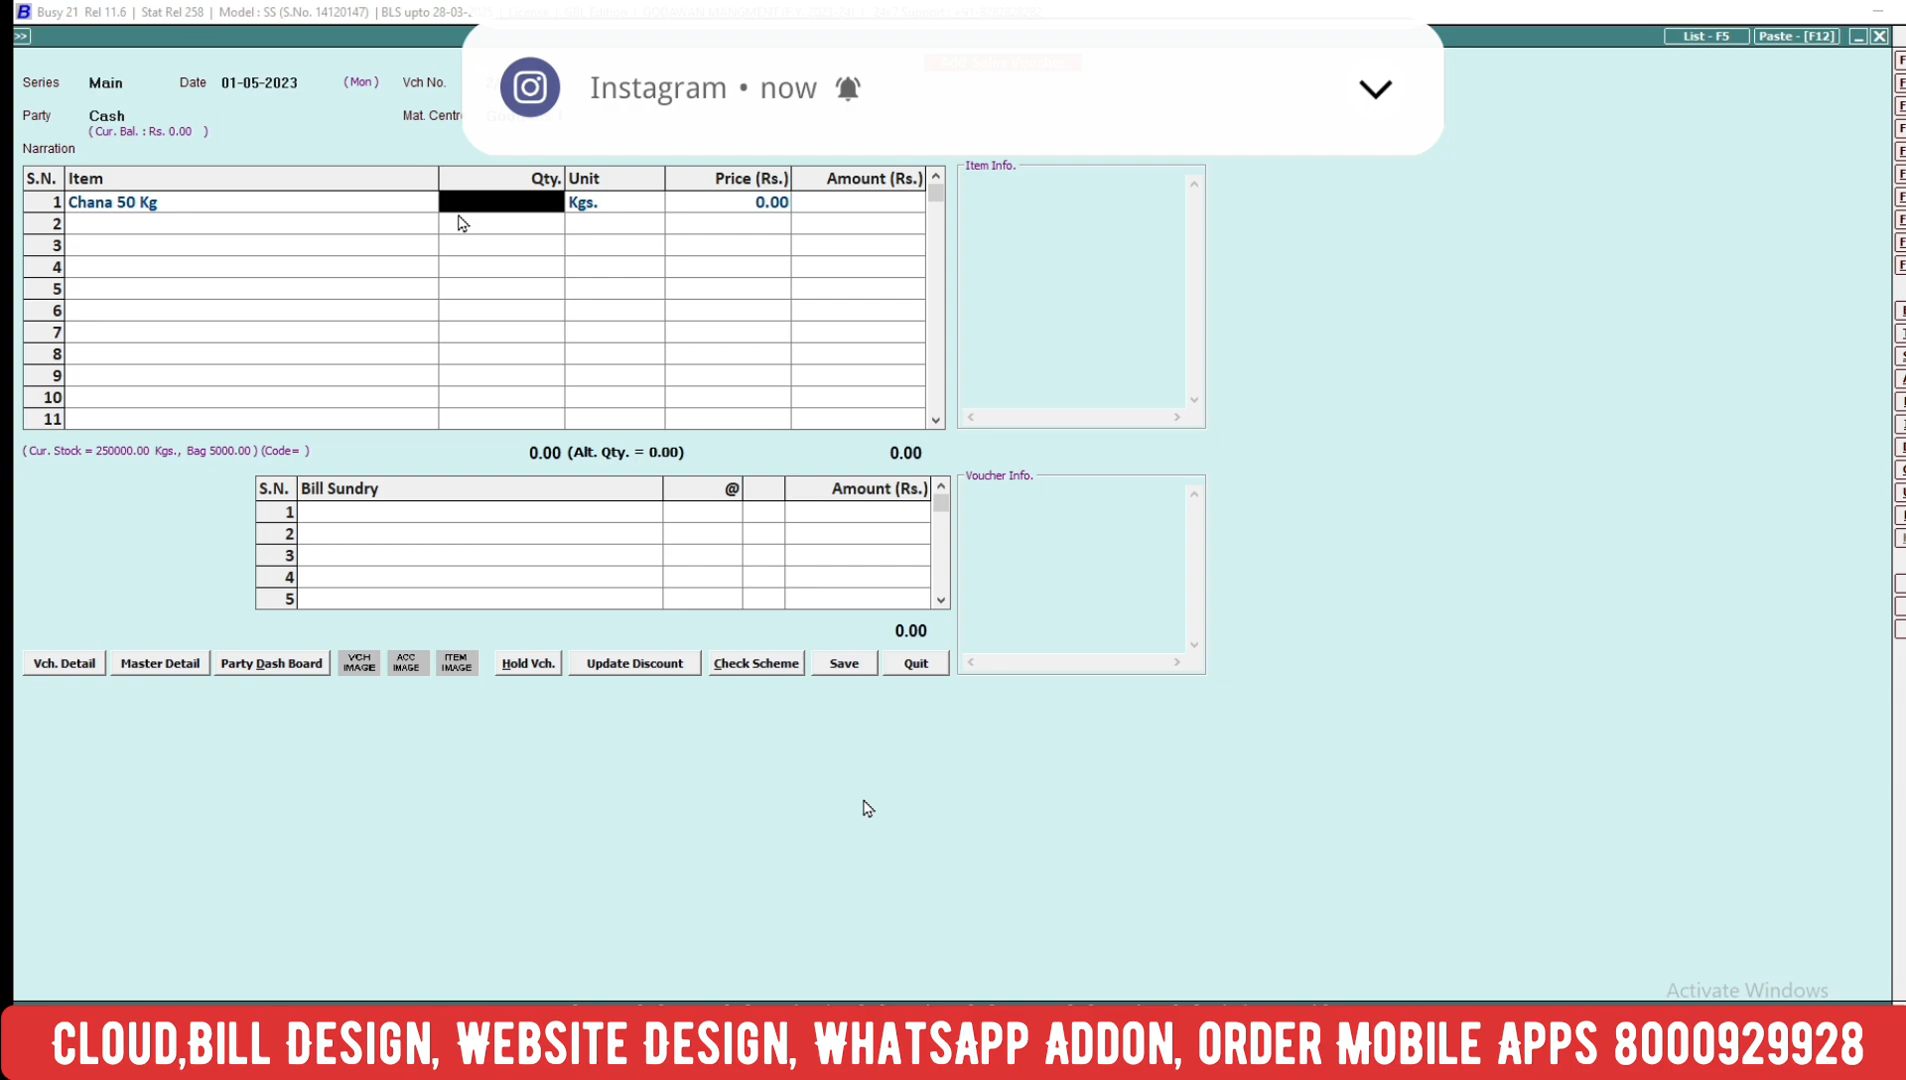 Busy 21 Rel 11.6 | Stat Rel 258 | Model : SS (S.No. 14120147) | BLS upto 28-03-
>> List - F5 Paste - [F12]
Instagram • now
Series Main Date 01-05-2023 (Mon) Vch No.
Party Cash Mat. Centr
(Cur. Bal. : Rs. 0.00 )
Narration
S.N. Item Qty. Unit Price (Rs.) Amount (Rs.) Item Info.
1 Chana 50 Kg Kgs. 0.00
2
3
4
5
6
7
8
9
10
11
(Cur. Stock = 250000.00 Kgs., Bag 5000.00 ) (Code= ) 0.00 (Alt. Qty. = 0.00) 0.00
S.N. Bill Sundry @ Amount (Rs.) Voucher Info.
1
2
3
4
5
0.00
Vch. Detail Master Detail Party Dash Board VCH IMAGE ACC IMAGE ITEM IMAGE Hold Vch. Update Discount Check Scheme Save Quit
Activate Windows
CLOUD,BILL DESIGN, WEBSITE DESIGN, WHATSAPP ADDON, ORDER MOBILE APPS 8000929928